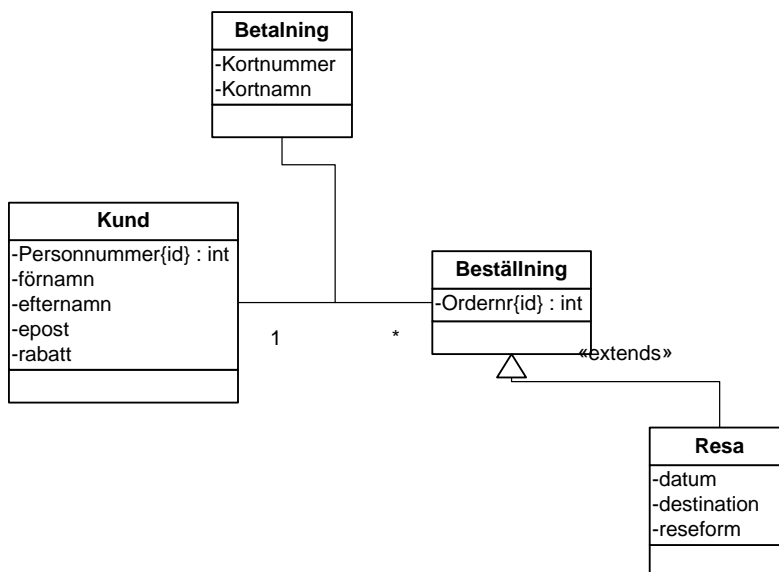 Betalning
-Kortnummer
-Kortnamn
Kund
-Personnummer{id} : int
-förnamn
-efternamn
-epost
-rabatt
1
*
Beställning
-Ordernr{id} : int
«extends»
Resa
-datum
-destination
-reseform